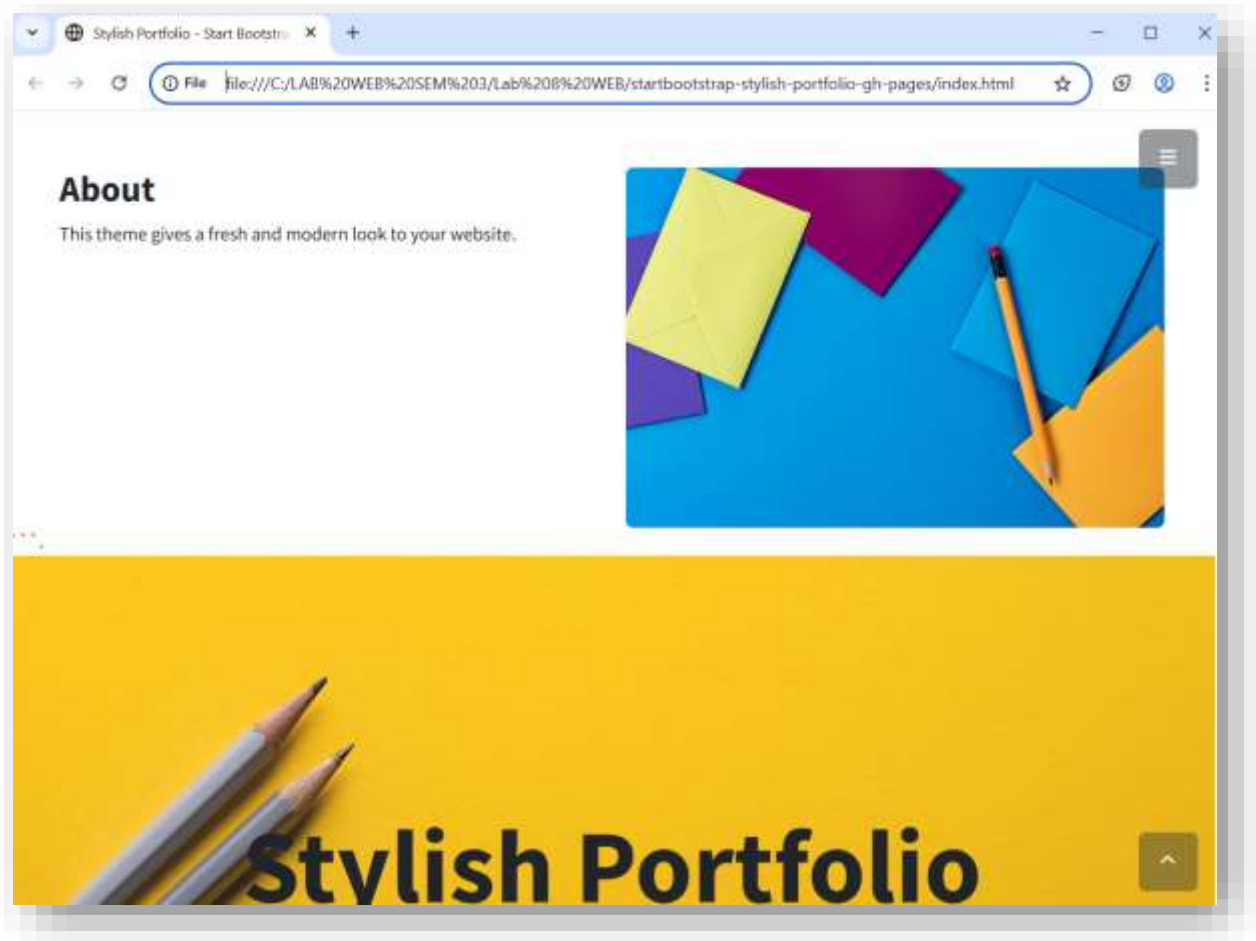 Stylish Portfolio - Start Bootstr
File file:///C:/LAB%20WEB%20SEM%203/Lab%208%20WEB/startbootstrap-stylish-portfolio-gh-pages/index.html
About
This theme gives a fresh and modern look to your website.
Stylish Portfolio